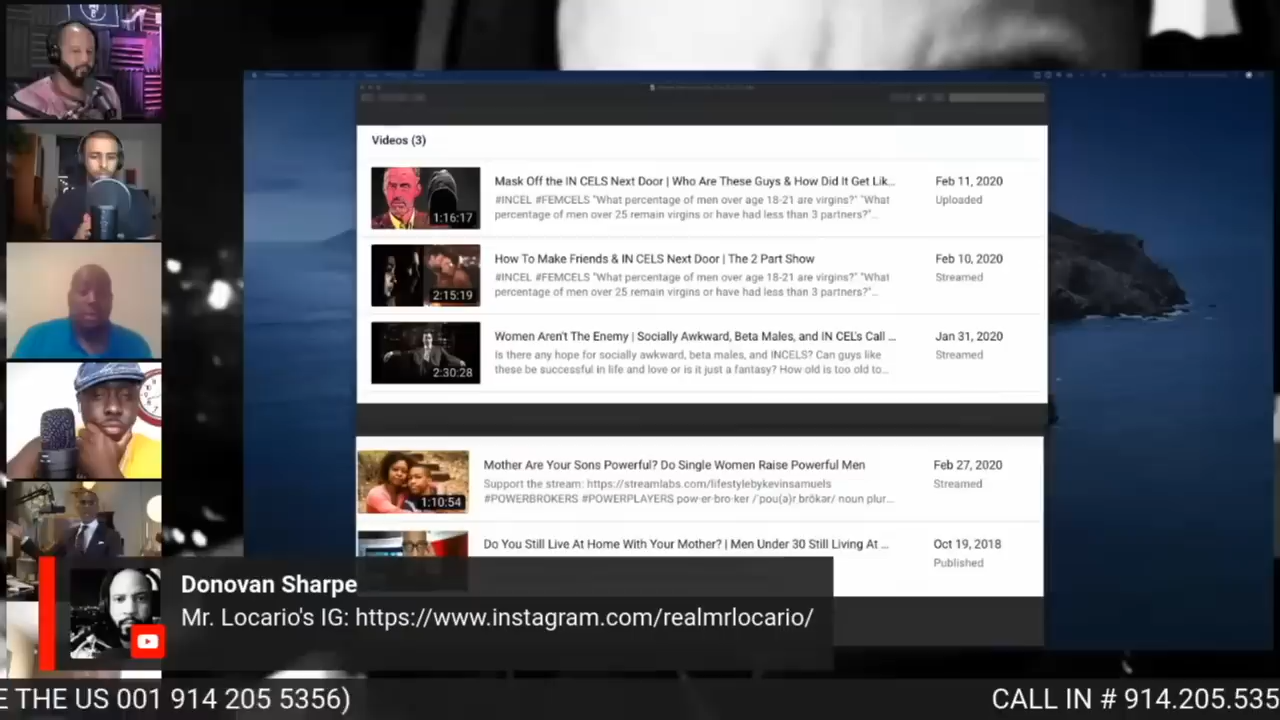 Videos (3)
Mask Off the IN CELS Next Door | Who Are These Guys & How Did It Get Lik...
Feb 11, 2020
#INCEL #FEMCELS "What percentage of men over age 18-21 are virgins?" "What
Uploaded
percentage of men over 25 remain virgins or have had less than 3 partners?"...
1:16:17
How To Make Friends & IN CELS Next Door | The 2 Part Show
Feb 10, 2020
#INCEL #FEMCELS "What percentage of men over age 18-21 are virgins?" "What
Streamed
percentage of men over 25 remain virgins or have had less than 3 partners?"...
2:15:19
Women Aren't The Enemy | Socially Awkward, Beta Males, and IN CEL's Call ...
Jan 31, 2020
Is there any hope for socially awkward, beta males, and INCELS? Can guys like
Streamed
these be successful in life and love or is it just a fantasy? How old is too old to...
2:30:28
Mother Are Your Sons Powerful? Do Single Women Raise Powerful Men
Feb 27, 2020
Support the stream: https://streamlabs.com/lifestylebykevinsamuels
Streamed
#POWERBROKERS #POWERPLAYERS pow·er·bro·ker /ˈpou(ə)r brōkər/ noun plur...
1:10:54
Do You Still Live At Home With Your Mother? | Men Under 30 Still Living At ...
Oct 19, 2018
Published
Donovan Sharpe
Mr. Locario's IG: https://www.instagram.com/realmrlocario/
E THE US 001 914 205 5356)
CALL IN # 914.205.535